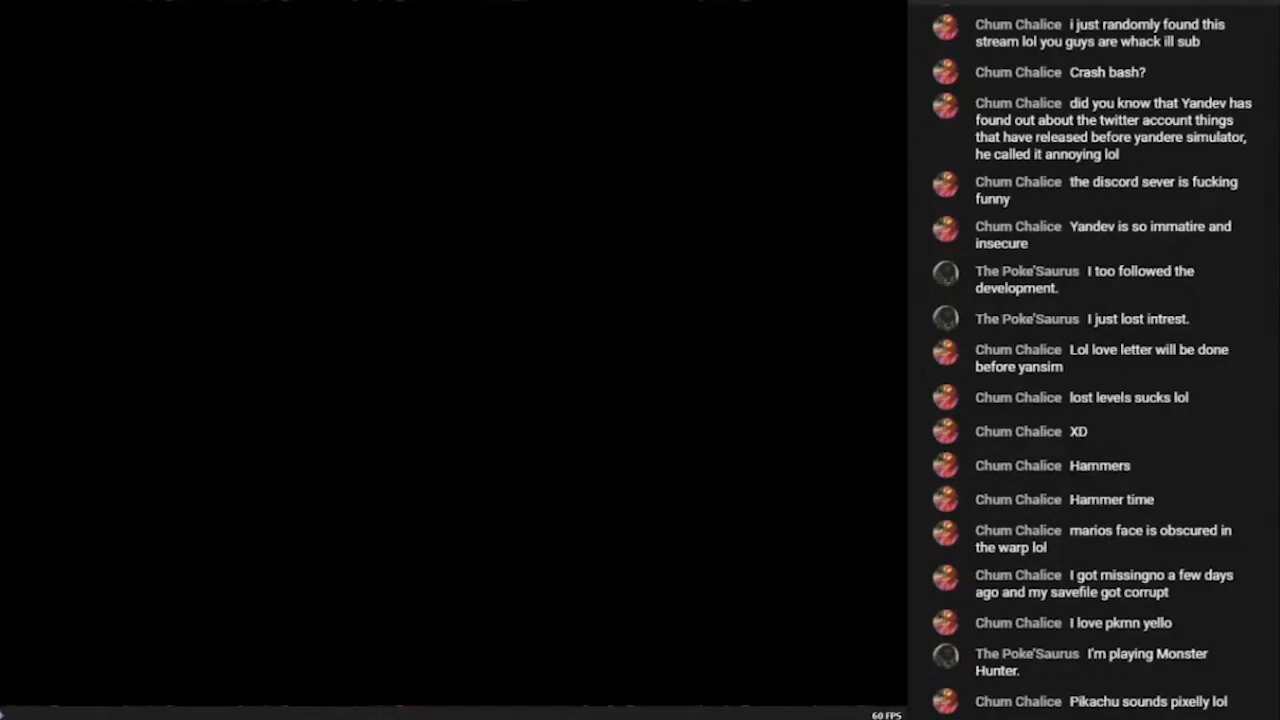 Chum Chalice i just randomly found this
stream lol you guys are whack ill sub
Chum Chalice Crash bash?
Chum Chalice did you know that Yandev has
found out about the twitter account things
that have released before yandere simulator,
he called it annoying lol
Chum Chalice the discord sever is fucking
funny
Chum Chalice Yandev is so immatire and
insecure
The Poke'Saurus I too followed the
development.
The Poke'Saurus I just lost intrest.
Chum Chalice Lol love letter will be done
before yansim
Chum Chalice lost levels sucks lol
Chum Chalice XD
Chum Chalice Hammers
Chum Chalice Hammer time
Chum Chalice marios face is obscured in
the warp lol
Chum Chalice I got missingno a few days
ago and my savefile got corrupt
Chum Chalice I love pkmn yello
The Poke'Saurus I'm playing Monster
Hunter.
Chum Chalice Pikachu sounds pixelly lol
60 FPS